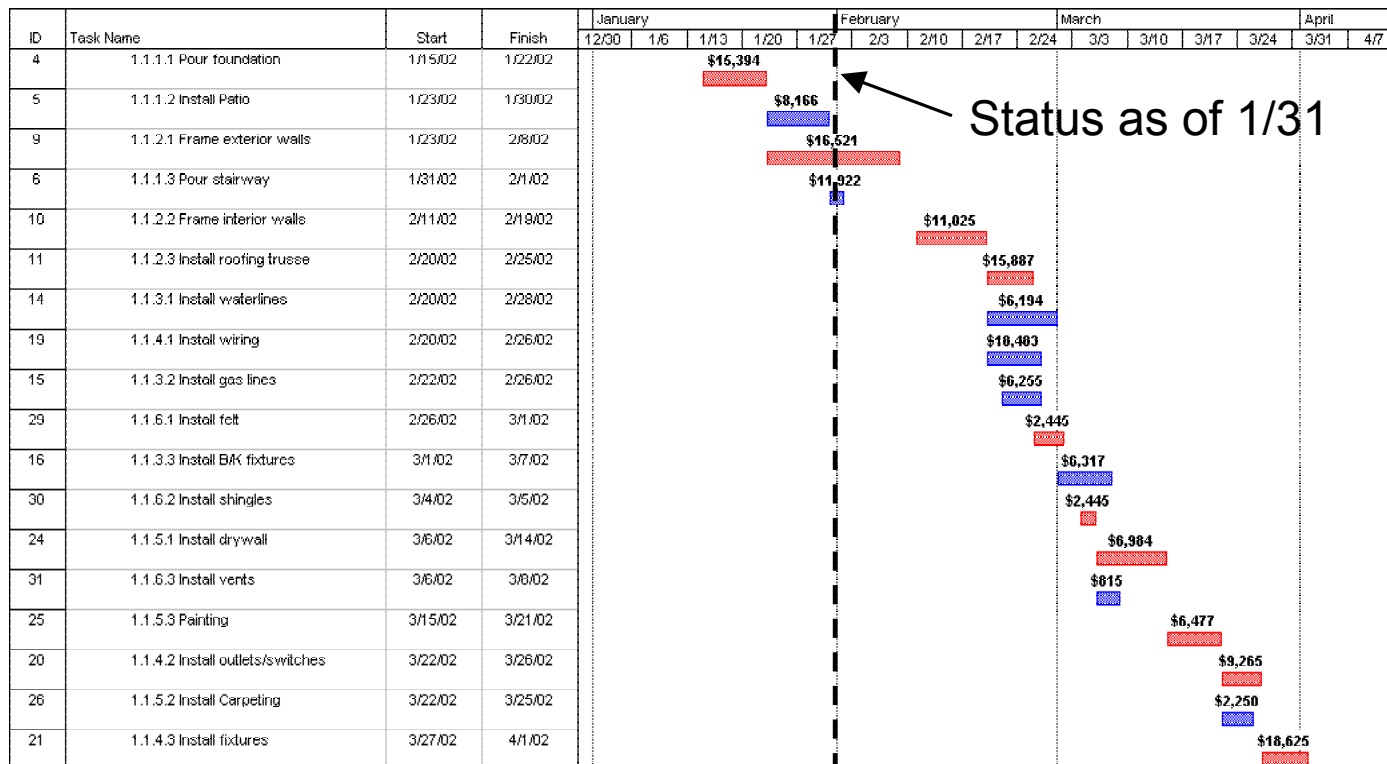 January February March April
ID Task Name Start Finish 12/30 1/6 1/13 1/20 1/27 2/3 2/10 2/17 2/24 3/3 3/10 3/17 3/24 3/31 4/7
4 1.1.1.1 Pour foundation 1/15/02 1/22/02 $15,394
5 1.1.1.2 Install Patio 1/23/02 1/30/02 $8,166
Status as of 1/31
9 1.1.2.1 Frame exterior walls 1/23/02 2/8/02 $16,521
6 1.1.1.3 Pour stairway 1/31/02 2/1/02 $11,922
10 1.1.2.2 Frame interior walls 2/11/02 2/19/02 $11,025
11 1.1.2.3 Install roofing trusse 2/20/02 2/25/02 $15,887
14 1.1.3.1 Install waterlines 2/20/02 2/28/02 $6,194
19 1.1.4.1 Install wiring 2/20/02 2/26/02 $10,483
15 1.1.3.2 Install gas lines 2/22/02 2/26/02 $6,255
29 1.1.6.1 Install felt 2/26/02 3/1/02 $2,445
16 1.1.3.3 Install B/K fixtures 3/1/02 3/7/02 $6,317
30 1.1.6.2 Install shingles 3/4/02 3/5/02 $2,445
24 1.1.5.1 Install drywall 3/6/02 3/14/02 $6,984
31 1.1.6.3 Install vents 3/6/02 3/8/02 $815
25 1.1.5.3 Painting 3/15/02 3/21/02 $6,477
20 1.1.4.2 Install outlets/switches 3/22/02 3/26/02 $9,265
26 1.1.5.2 Install Carpeting 3/22/02 3/25/02 $2,250
21 1.1.4.3 Install fixtures 3/27/02 4/1/02 $18,625